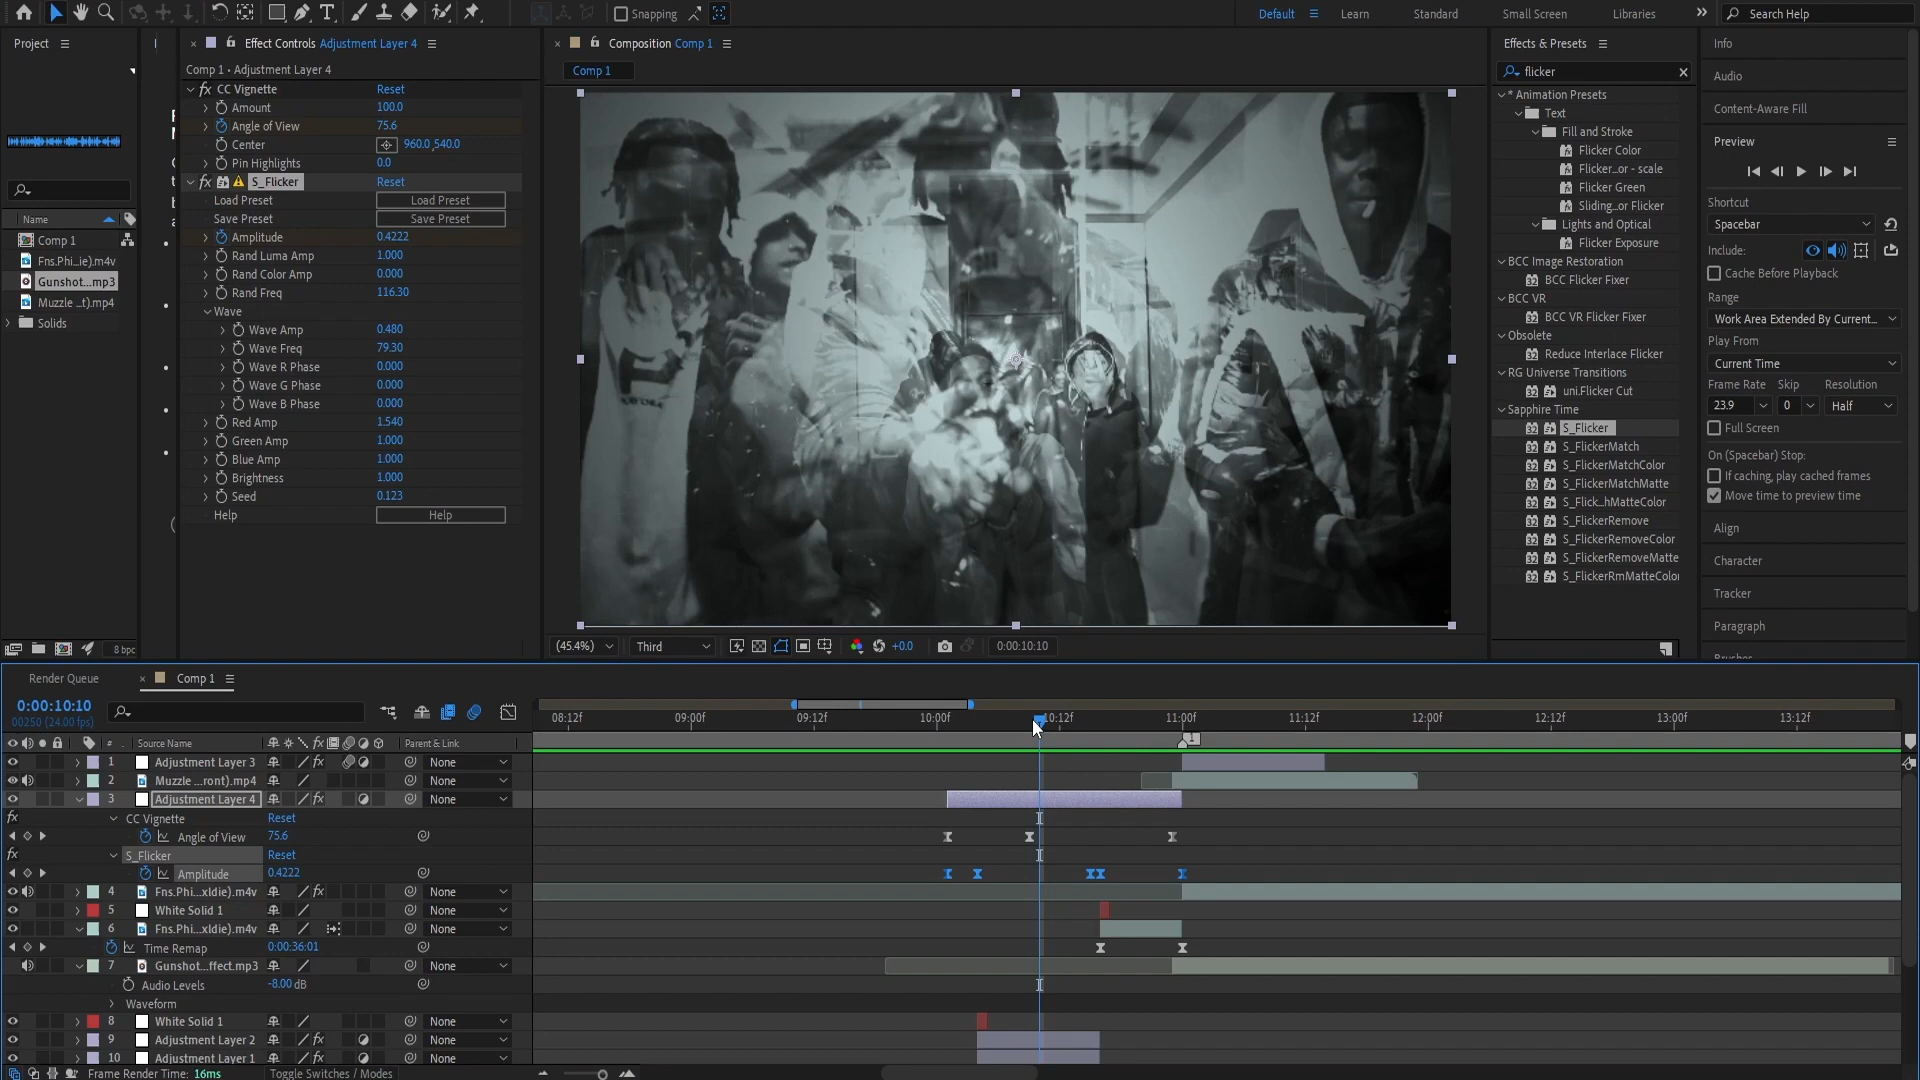 Snapping
Default
Learn
Standard
Small Screen
Libraries
Search Help
Project
Effect Controls Adjustment Layer 4
Composition Comp 1
Effects & Presets
Info
Comp 1 • Adjustment Layer 4
Comp 1
flicker
Audio
CC Vignette Reset
Amount 100.0
Angle of View 75.6
Center 960.0,540.0
Pin Highlights 0.0
S_Flicker Reset
Load Preset Load Preset
Save Preset Save Preset
Amplitude 0.4222
Rand Luma Amp 1.000
Rand Color Amp 0.000
Rand Freq 116.30
Wave
Wave Amp 0.480
Wave Freq 79.30
Wave R Phase 0.000
Wave G Phase 0.000
Wave B Phase 0.000
Red Amp 1.540
Green Amp 1.000
Blue Amp 1.000
Brightness 1.000
Seed 0.123
Help Help
Name
Comp 1
Fns.Phi...ie).m4v
Gunshot...mp3
Muzzle ...t).mp4
Solids
8 bpc
* Animation Presets
Text
Fill and Stroke
Flicker Color
Flicker...or - scale
Flicker Green
Sliding...or Flicker
Lights and Optical
Flicker Exposure
BCC Image Restoration
BCC Flicker Fixer
BCC VR
BCC VR Flicker Fixer
Obsolete
Reduce Interlace Flicker
RG Universe Transitions
uni.Flicker Cut
Sapphire Time
S_Flicker
S_FlickerMatch
S_FlickerMatchColor
S_FlickerMatchMatte
S_Flick...hMatteColor
S_FlickerRemove
S_FlickerRemoveColor
S_FlickerRemoveMatte
S_FlickerRmMatteColor
Content-Aware Fill
Preview
Shortcut
Spacebar
Include:
Cache Before Playback
Range
Work Area Extended By Current...
Play From
Current Time
Frame Rate Skip Resolution
23.9 0 Half
Full Screen
On (Spacebar) Stop:
If caching, play cached frames
Move time to preview time
Align
Character
Tracker
Paragraph
(45.4%) Third +0.0 0:00:10:10
Render Queue Comp 1
0:00:10:10
00250 (24.00 fps)
08:12f 09:00f 09:12f 10:00f 10:12f 11:00f 11:12f 12:00f 12:12f 13:00f 13:12f
# Source Name fx Parent & Link
1
1 Adjustment Layer 3 None
2 Muzzle ...ront).mp4 None
3 Adjustment Layer 4 fx None
fx CC Vignette Reset
Angle of View 75.6
fx S_Flicker Reset
Amplitude 0.4222
4 Fns.Phi...xldie).m4v fx None
5 White Solid 1 None
6 Fns.Phi...xldie).m4v None
Time Remap 0:00:36:01
7 Gunshot...ffect.mp3 None
Audio Levels -8.00 dB
Waveform
8 White Solid 1 None
9 Adjustment Layer 2 fx None
10 Adjustment Layer 1 fx None
Frame Render Time: 16ms Toggle Switches / Modes